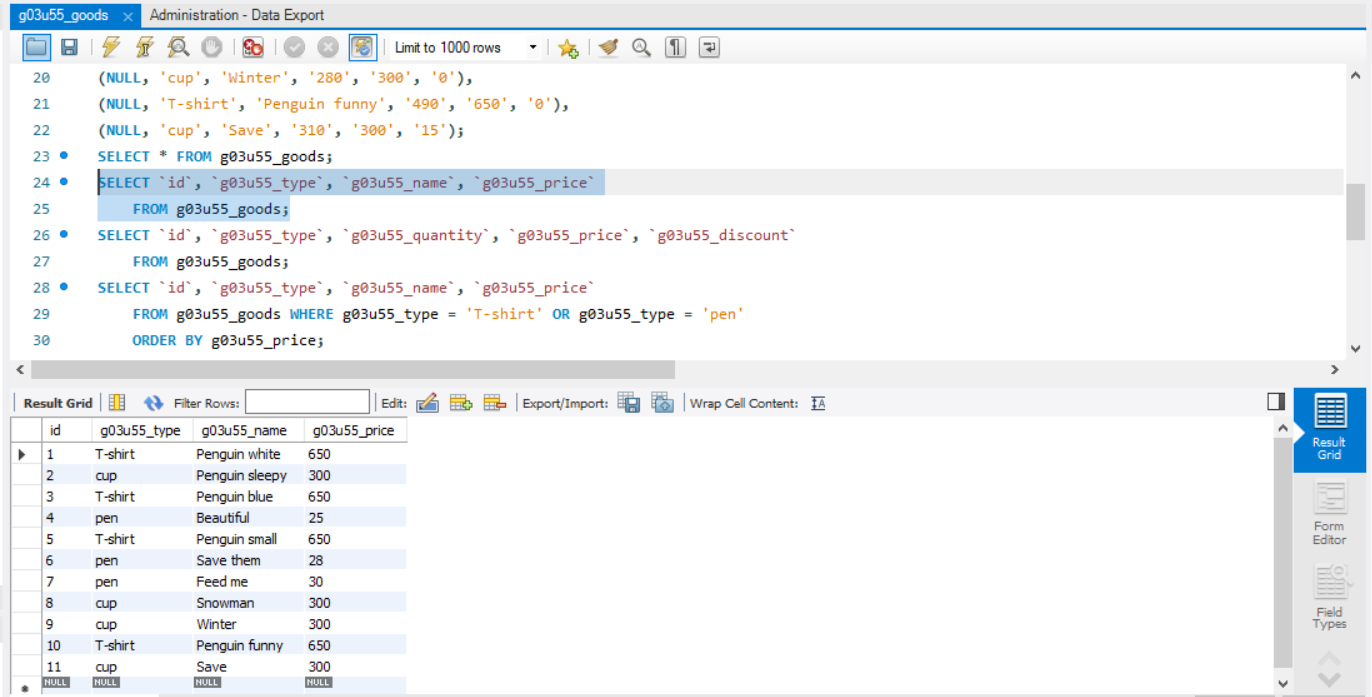 g03u55_goods × Administration - Data Export
Limit to 1000 rows
20 (NULL, 'cup', 'Winter', '280', '300', '0'),
21 (NULL, 'T-shirt', 'Penguin funny', '490', '650', '0'),
22 (NULL, 'cup', 'Save', '310', '300', '15');
23 SELECT * FROM g03u55_goods;
24 SELECT `id`, `g03u55_type`, `g03u55_name`, `g03u55_price`
25 FROM g03u55_goods;
26 SELECT `id`, `g03u55_type`, `g03u55_quantity`, `g03u55_price`, `g03u55_discount`
27 FROM g03u55_goods;
28 SELECT `id`, `g03u55_type`, `g03u55_name`, `g03u55_price`
29 FROM g03u55_goods WHERE g03u55_type = 'T-shirt' OR g03u55_type = 'pen'
30 ORDER BY g03u55_price;
Result Grid Filter Rows: Edit: Export/Import: Wrap Cell Content: IA
id g03u55_type g03u55_name g03u55_price
1 T-shirt Penguin white 650
2 cup Penguin sleepy 300
3 T-shirt Penguin blue 650
4 pen Beautiful 25
5 T-shirt Penguin small 650
6 pen Save them 28
7 pen Feed me 30
8 cup Snowman 300
9 cup Winter 300
10 T-shirt Penguin funny 650
11 cup Save 300
NULL NULL NULL NULL
Result
Grid
Form
Editor
Field
Types